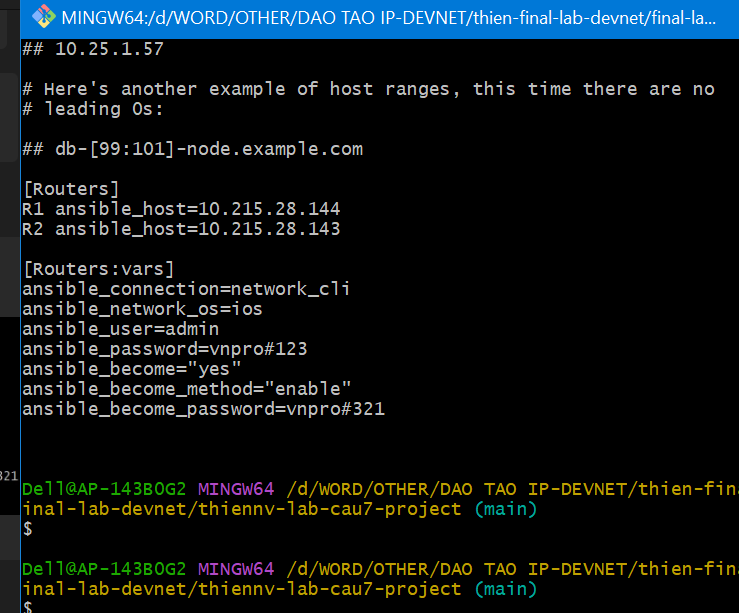 MINGW64:/d/WORD/OTHER/DAO TAO IP-DEVNET/thien-final-lab-devnet/final-la...
## 10.25.1.57
# Here's another example of host ranges, this time there are no
# leading 0s:
## db-[99:101]-node.example.com
[Routers]
R1 ansible_host=10.215.28.144
R2 ansible_host=10.215.28.143
[Routers:vars]
ansible_connection=network_cli
ansible_network_os=ios
ansible_user=admin
ansible_password=vnpro#123
ansible_become="yes"
ansible_become_method="enable"
ansible_become_password=vnpro#321
321
Dell@AP-143B0G2 MINGW64 /d/WORD/OTHER/DAO TAO IP-DEVNET/thien-fin
inal-lab-devnet/thiennv-lab-cau7-project (main)
$
Dell@AP-143B0G2 MINGW64 /d/WORD/OTHER/DAO TAO IP-DEVNET/thien-fin
inal-lab-devnet/thiennv-lab-cau7-project (main)
$